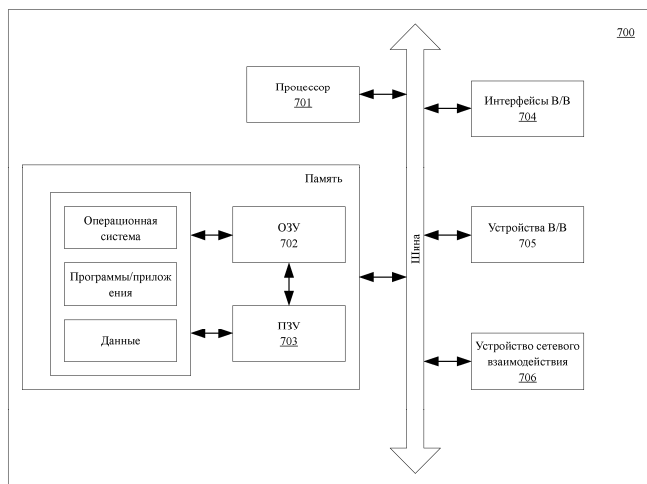 700
Процессор
701
Интерфейсы В/В
704
Память
Операционная
система
ОЗУ
702
Программы/прилож
ения
Данные
ПЗУ
703
Шина
Устройства В/В
705
Устройство сетевого
взаимодействия
706